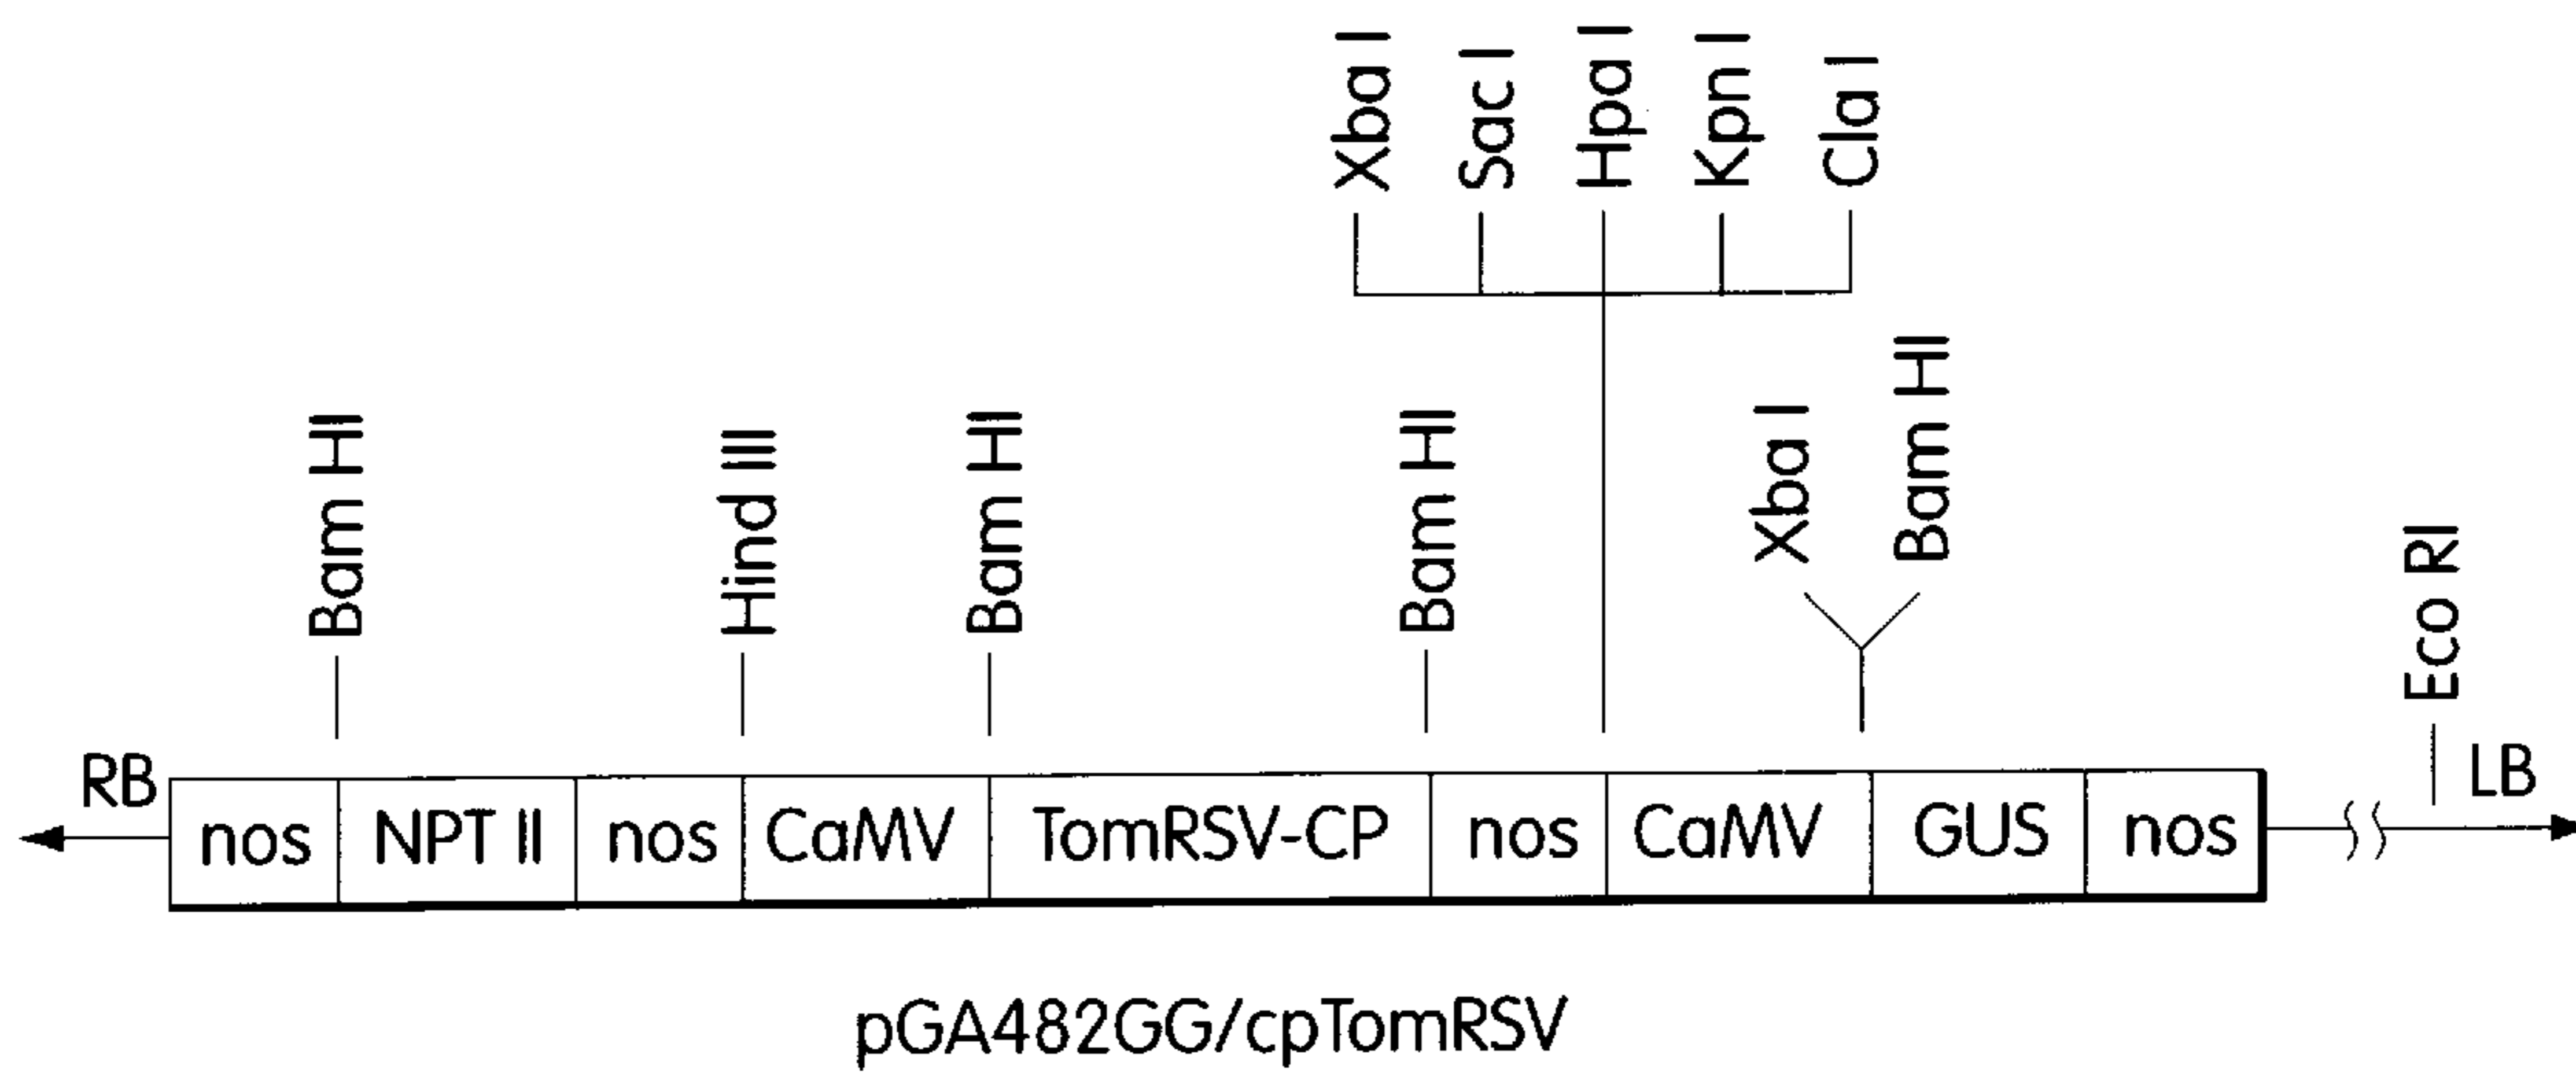 Xba I Sac I Hpa I Kpn I Cla I
Bam HI Hind III Bam HI Bam HI Xba I Bam HI Eco RI
RB nos NPT II nos CaMV TomRSV-CP nos CaMV GUS nos LB
pGA482GG/cpTomRSV